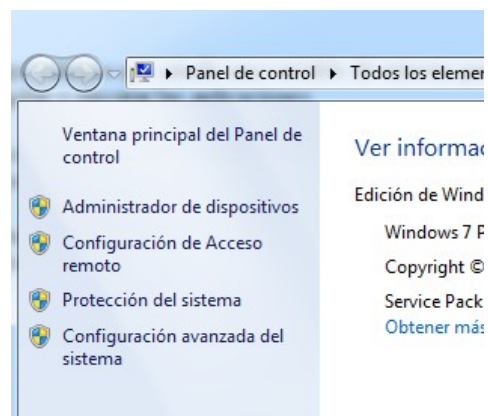 Panel de control Todos los elemen
Ventana principal del Panel de
control
Administrador de dispositivos
Configuración de Acceso
remoto
Protección del sistema
Configuración avanzada del
sistema
Ver informac
Edición de Wind
Windows 7 P
Copyright ©
Service Pack
Obtener más